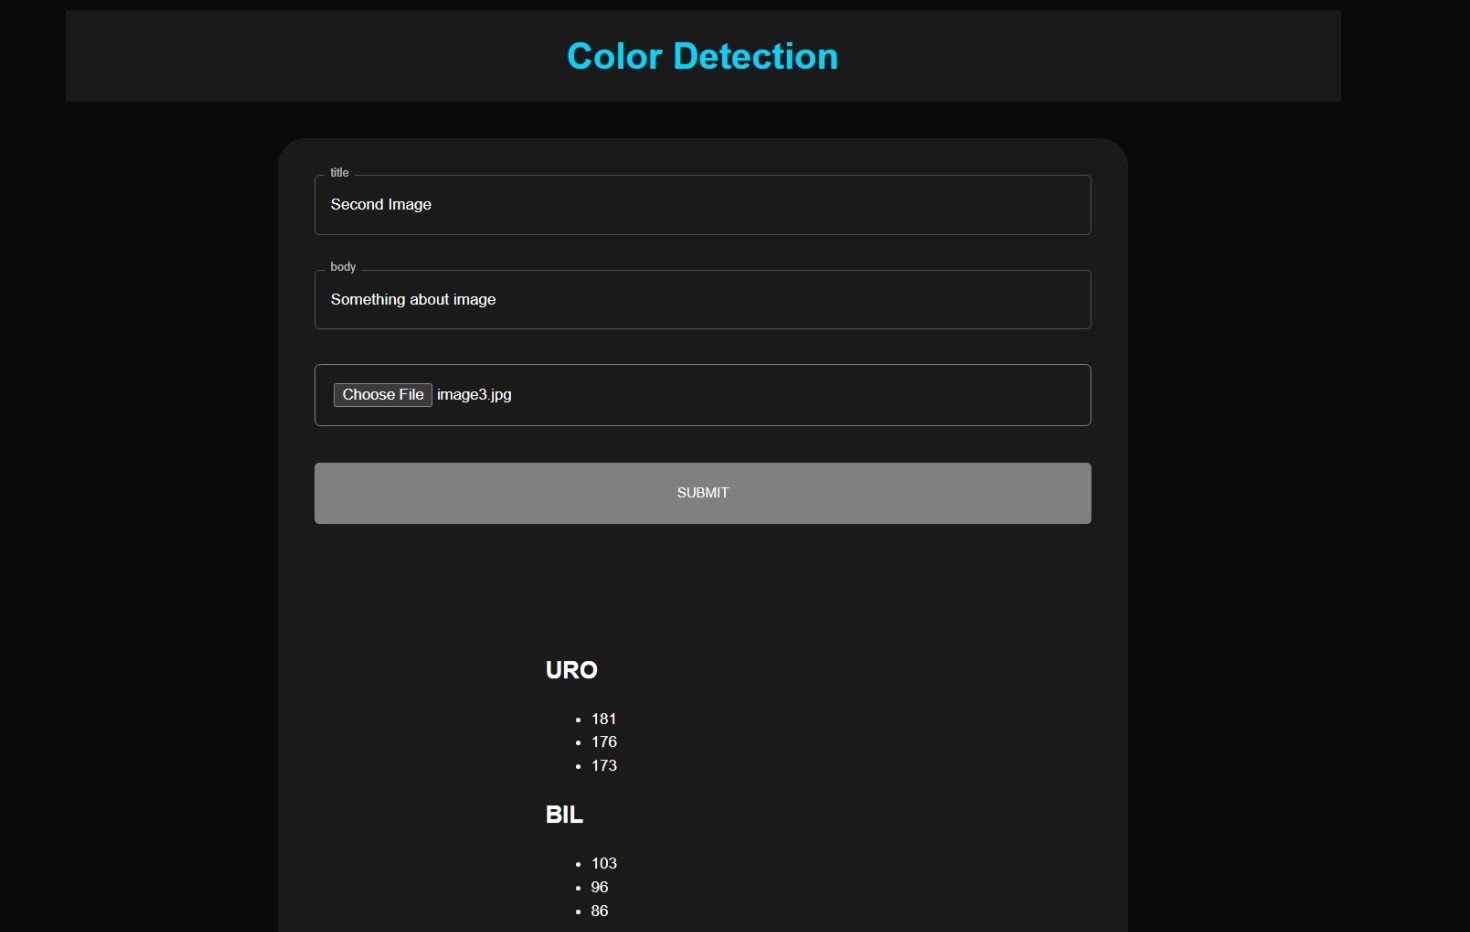 Color Detection
title
Second Image
body
Something about image
Choose File image3.jpg
SUBMIT
URO
181
176
173
BIL
103
96
86